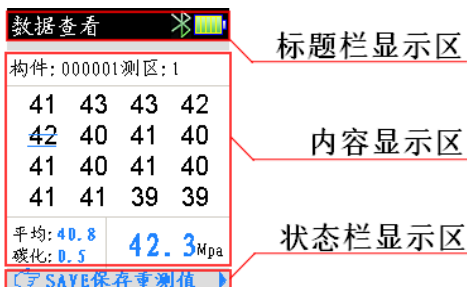 数据查看
标题栏显示区
构件:000001测区:1
41 43 43 42
42 40 41 40
内容显示区
41 40 41 40
41 41 39 39
平均:40.8
碳化:0.5
42.3Mpa
状态栏显示区
SAVE保存重测值